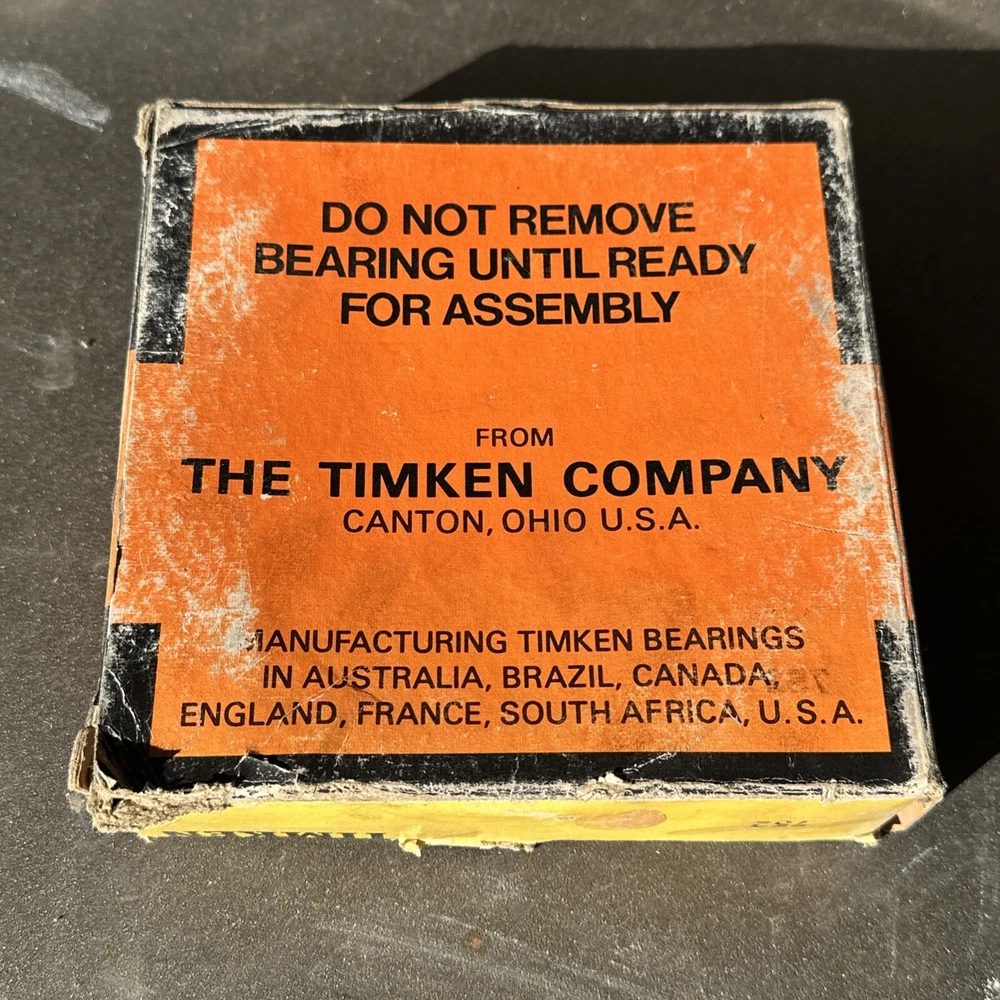 DO NOT REMOVE
BEARING UNTIL READY
FOR ASSEMBLY
FROM
THE TIMKEN COMPANY
CANTON, OHIO U.S.A.
MANUFACTURING TIMKEN BEARINGS
IN AUSTRALIA, BRAZIL, CANADA,
ENGLAND, FRANCE, SOUTH AFRICA, U.S.A.
TIMKEN